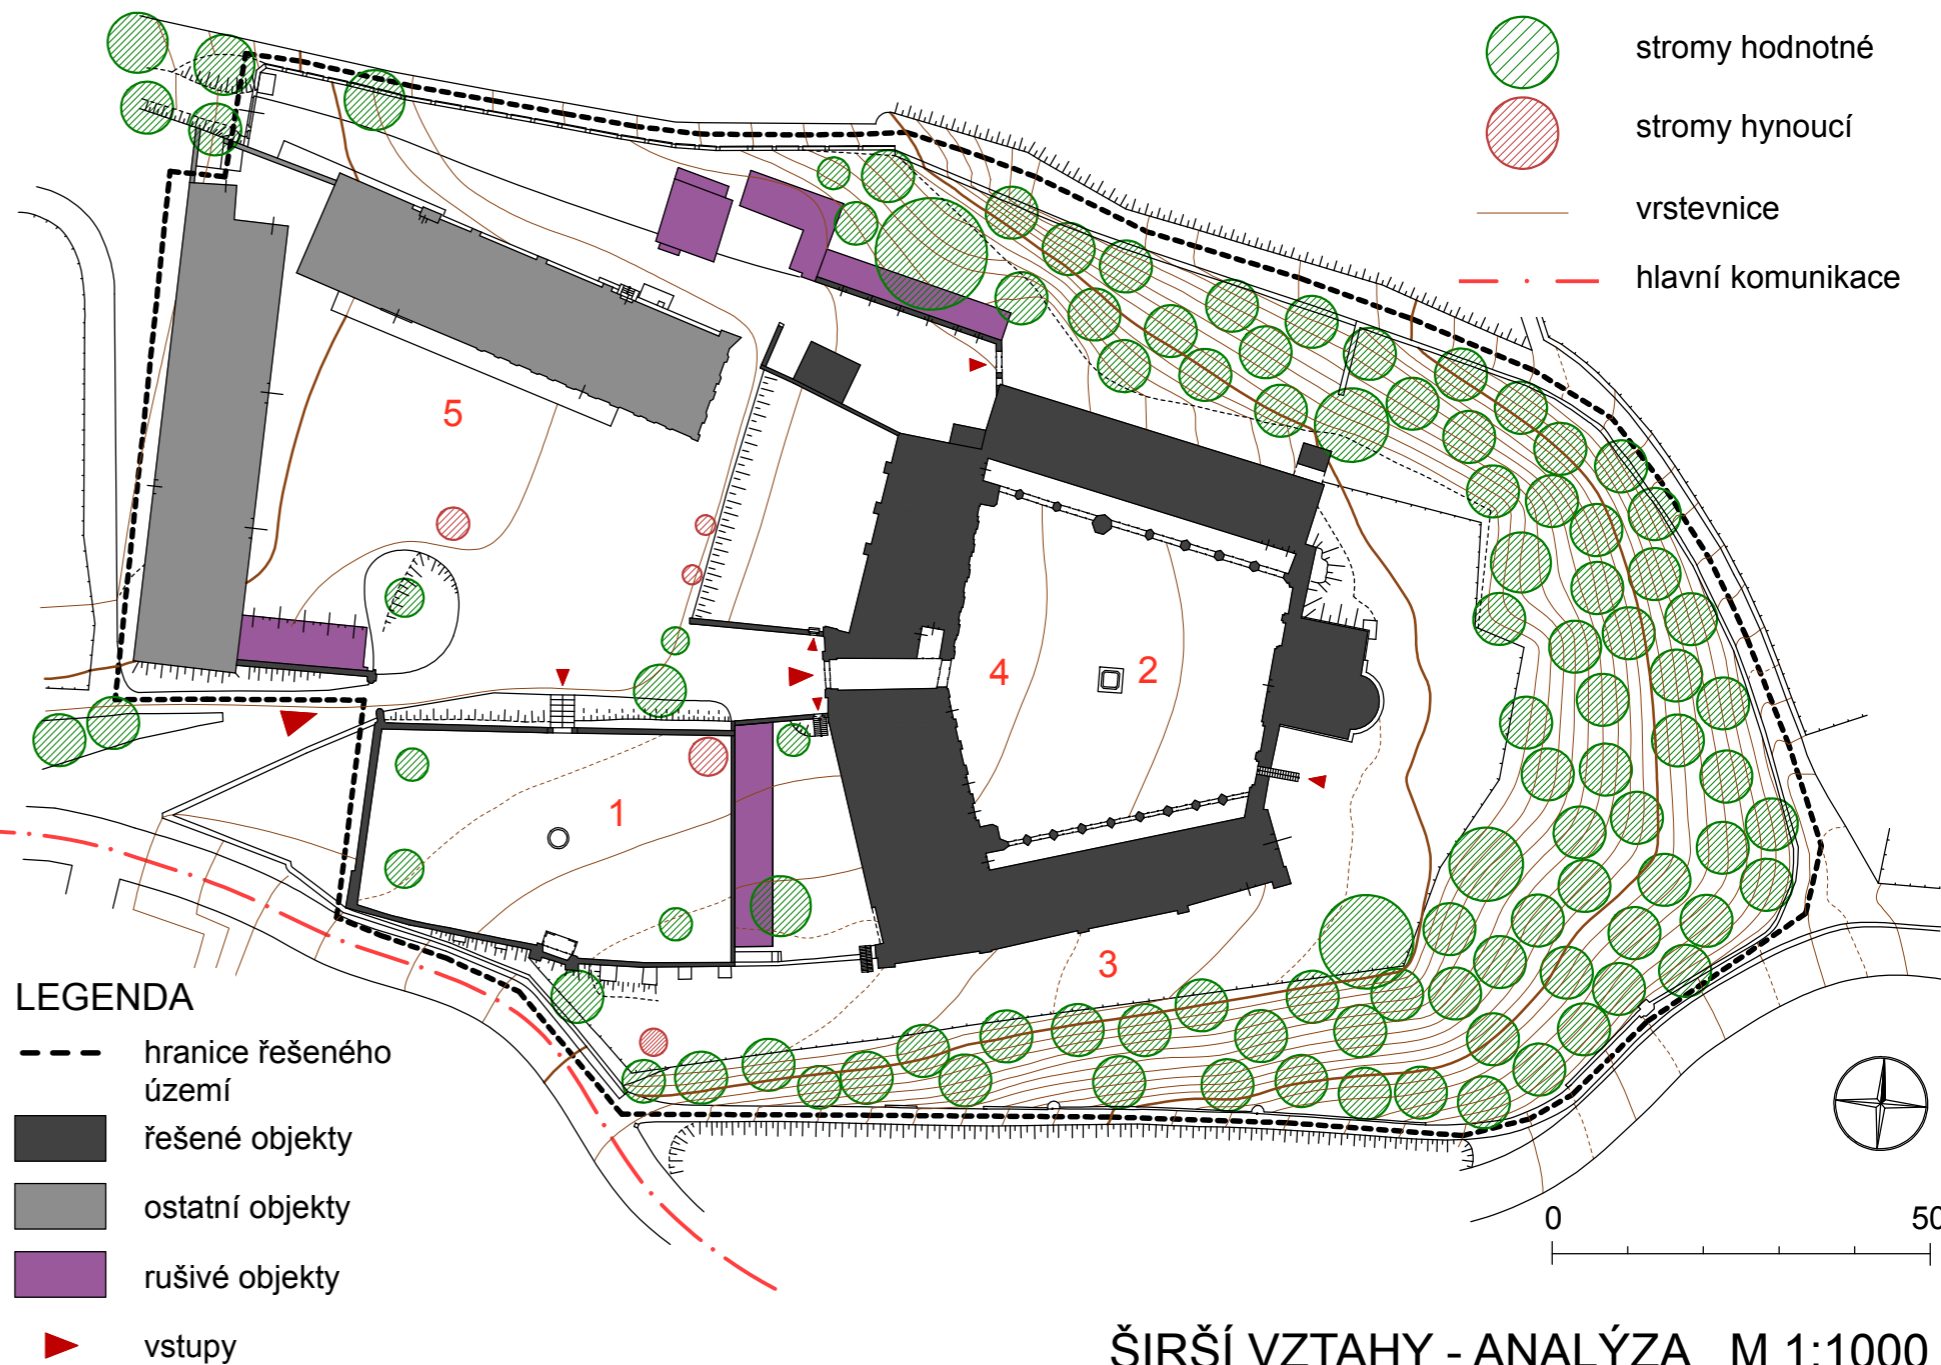 stromy hodnotné
stromy hynoucí
vrstevnice
hlavní komunikace
5
4
2
1
3
LEGENDA
hranice řešeného
území
řešené objekty
ostatní objekty
rušivé objekty
vstupy
0 50
ŠIRŠÍ VZTAHY - ANALÝZA M 1:1000